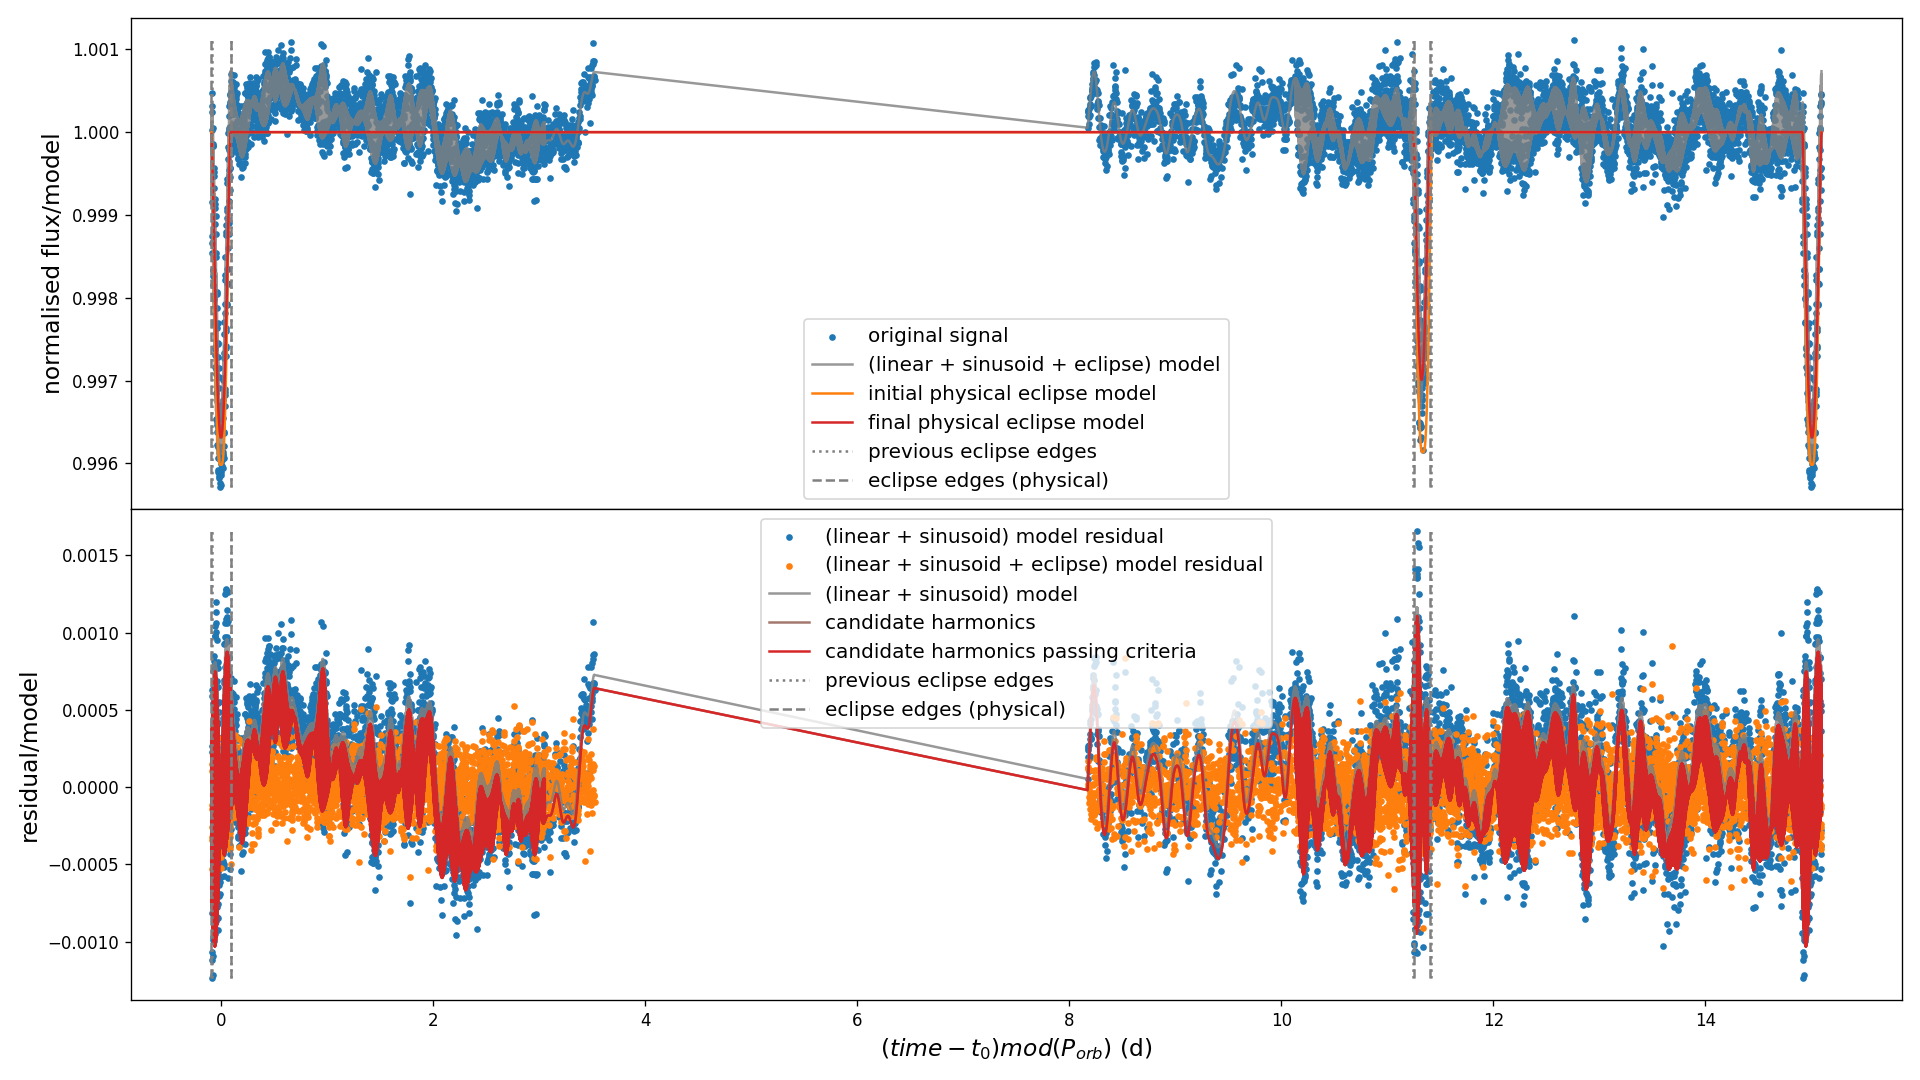 normalised flux/model
1.001
1.000
0.999
0.998
0.997
0.996
original signal
(linear + sinusoid + eclipse) model
initial physical eclipse model
final physical eclipse model
previous eclipse edges
eclipse edges (physical)
residual/model
0.0015
0.0010
0.0005
0.0000
−0.0005
−0.0010
(linear + sinusoid) model residual
(linear + sinusoid + eclipse) model residual
(linear + sinusoid) model
candidate harmonics
candidate harmonics passing criteria
previous eclipse edges
eclipse edges (physical)
0 2 4 6 8 10 12 14
(time − t₀)mod(P_orb) (d)